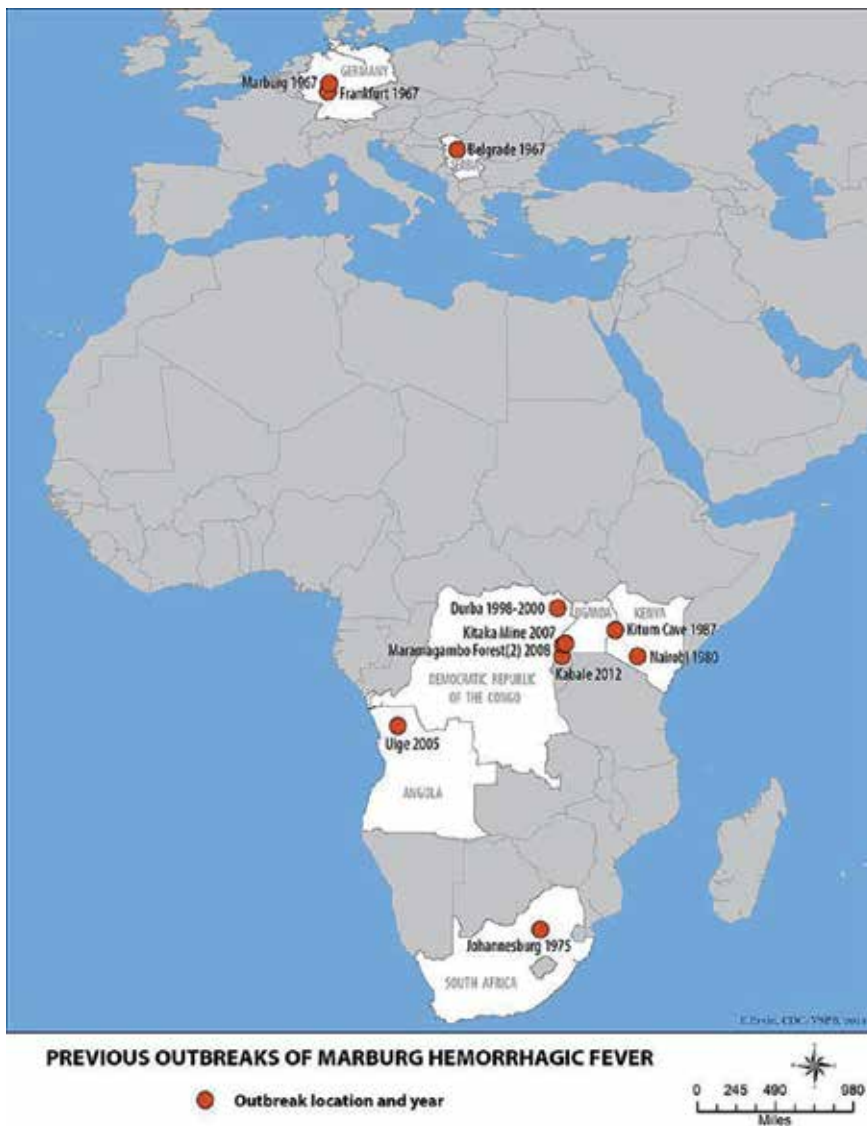 GERMANY
Marburg 1967
Frankfurt 1967
Belgrade 1967
Durba 1998-2000
UGANDA
KENYA
Kitaka Mine 2007
Kitum Cave 1987
Maramagambo Forest(2) 2008
Nairobi 1980
Kabale 2012
DEMOCRATIC REPUBLIC
OF THE CONGO
Uige 2005
ANGOLA
Johannesburg 1975
SOUTH AFRICA
PREVIOUS OUTBREAKS OF MARBURG HEMORRHAGIC FEVER
Outbreak location and year
0 245 490 980
Miles